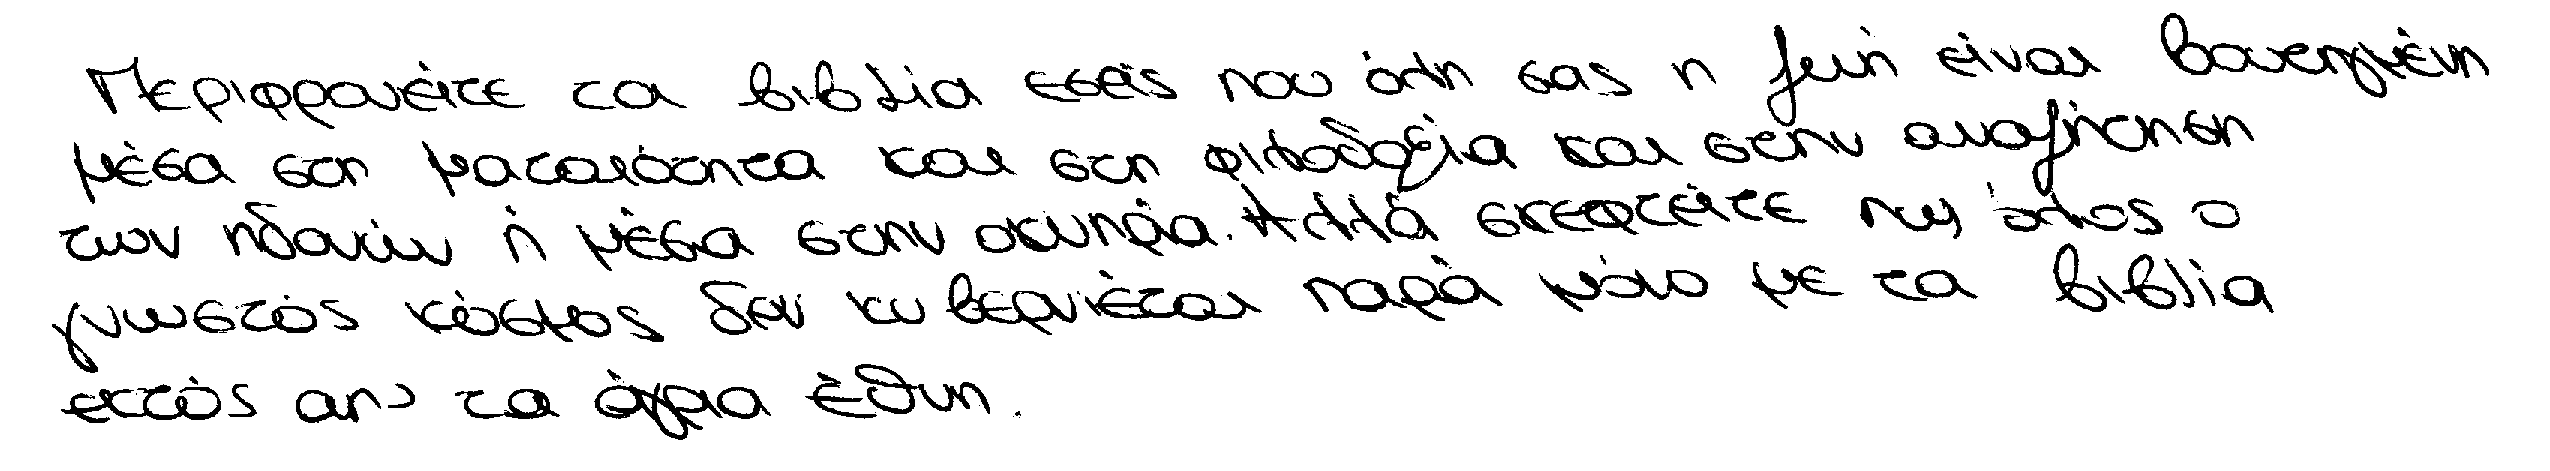 Περιφρονείτε τα βιβλία εσείς που όλη σας η ζωή είναι βουτηγμένη
μέσα στη ματαιότητα και στη φιλοδοξία και στην αναζήτηση
των ηδονών ή μέσα στην οκνηρία. Αλλά σκεφτείτε πως όλος ο
γνωστός κόσμος δεν κυβερνιέται παρά μόνο με τα βιβλία
εκτός απ' τα άγρια έθνη.